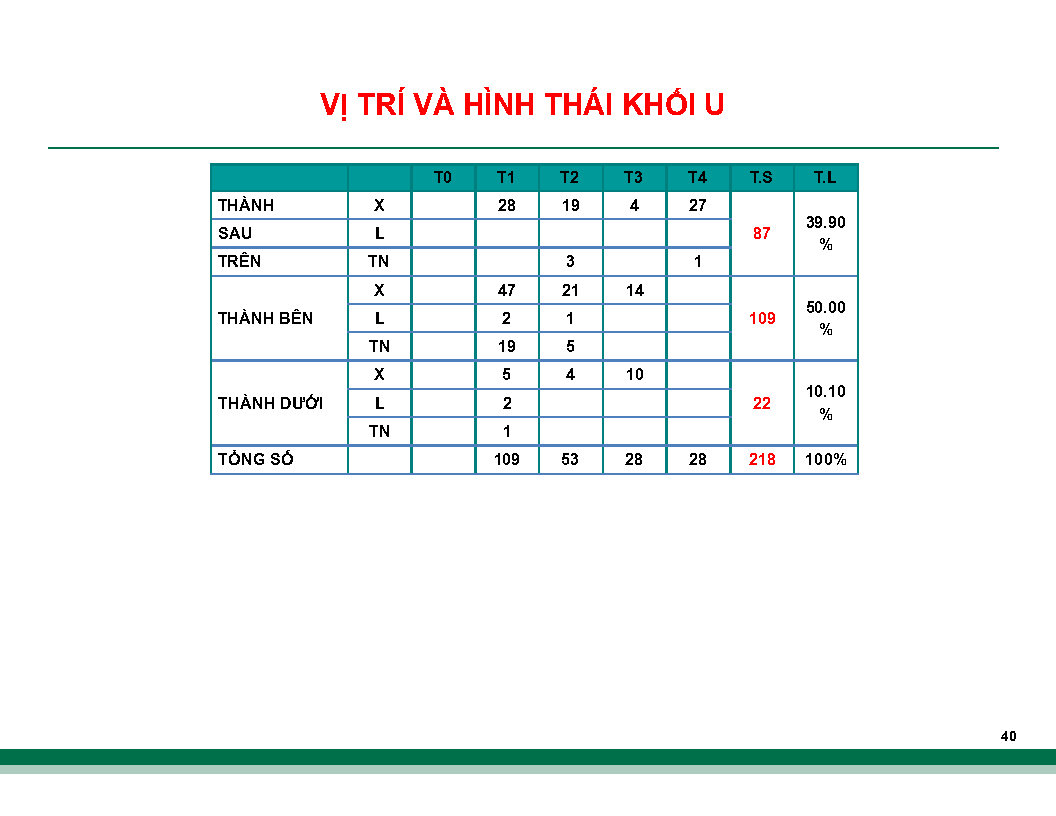 VỊ TRÍ VÀ HÌNH THÁI KHỐI U
T0 T1 T2 T3 T4 T.S T.L
THÀNH X 28 19 4 27
SAU L 87 39.90 %
TRÊN TN 3 1
X 47 21 14
THÀNH BÊN L 2 1 109 50.00 %
TN 19 5
X 5 4 10
THÀNH DƯỚI L 2 22 10.10 %
TN 1
TỔNG SỐ 109 53 28 28 218 100%
40